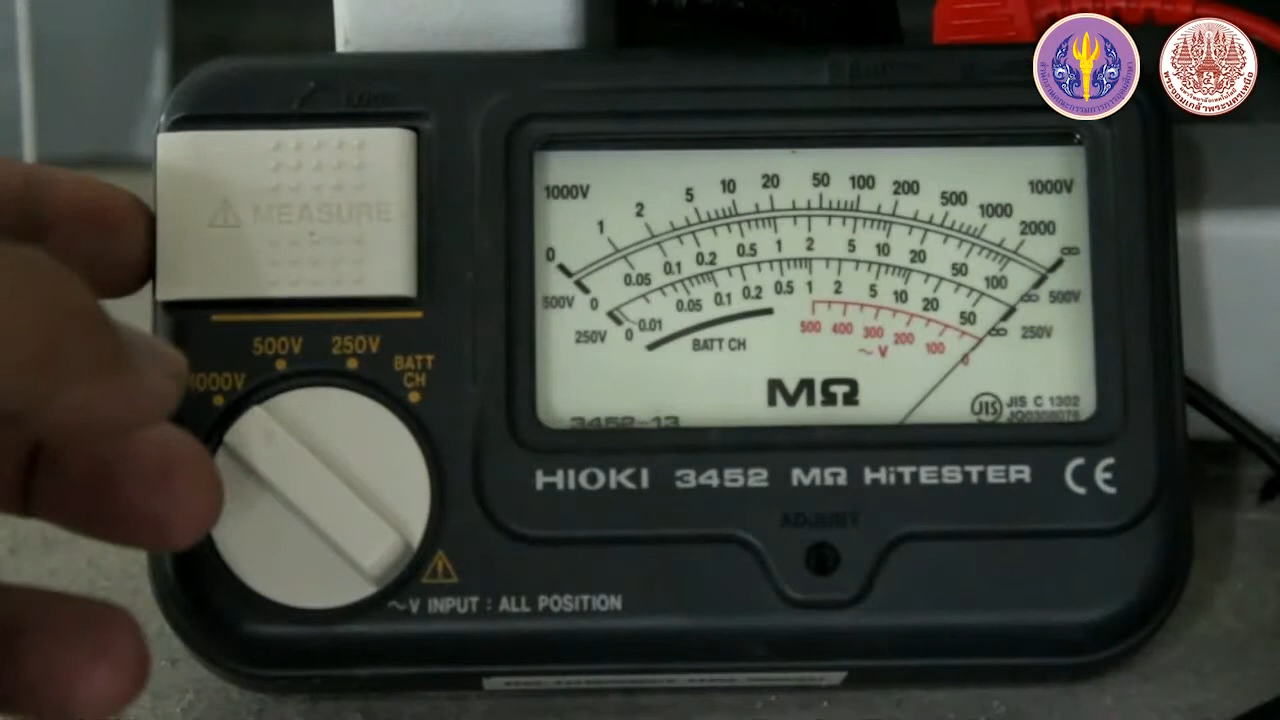 MEASURE
500V 250V
1000V
BATT
CH
1000V 1 2 5 10 20 50 100 200 500 1000 2000 1000V
0 0.05 0.1 0.2 0.5 1 2 5 10 20 50 100 ∞
500V 0 0.05 0.1 0.2 0.5 1 2 5 10 20 50 ∞ 500V
250V 0 0.01 ∞ 250V
500 400 300 200 100 0
BATT CH
~V
MΩ
3452-13
JIS JIS C 1302
HIOKI 3452 MΩ HiTESTER CE
ADJUST
~V INPUT : ALL POSITION